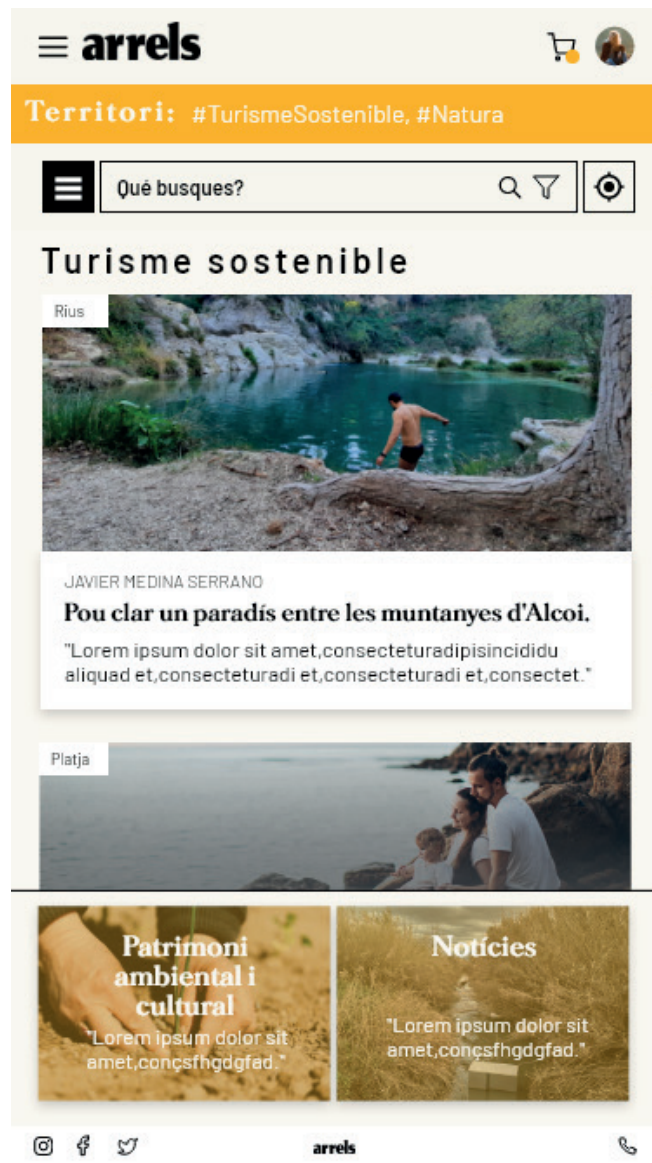 arrels
Territori: #TurismeSostenible, #Natura
Qué busques?
Turisme sostenible
Rius
JAVIER MEDINA SERRANO
Pou clar un paradís entre les muntanyes d'Alcoi.
"Lorem ipsum dolor sit amet,consecteturadipisincididu
aliquad et,consecteturadi et,consecteturadi et,consectet."
Platja
Patrimoni
ambiental i
cultural
"Lorem ipsum dolor sit
amet,conçsfhgdgfad."
Notícies
"Lorem ipsum dolor sit
amet,conçsfhgdgfad."
arrels